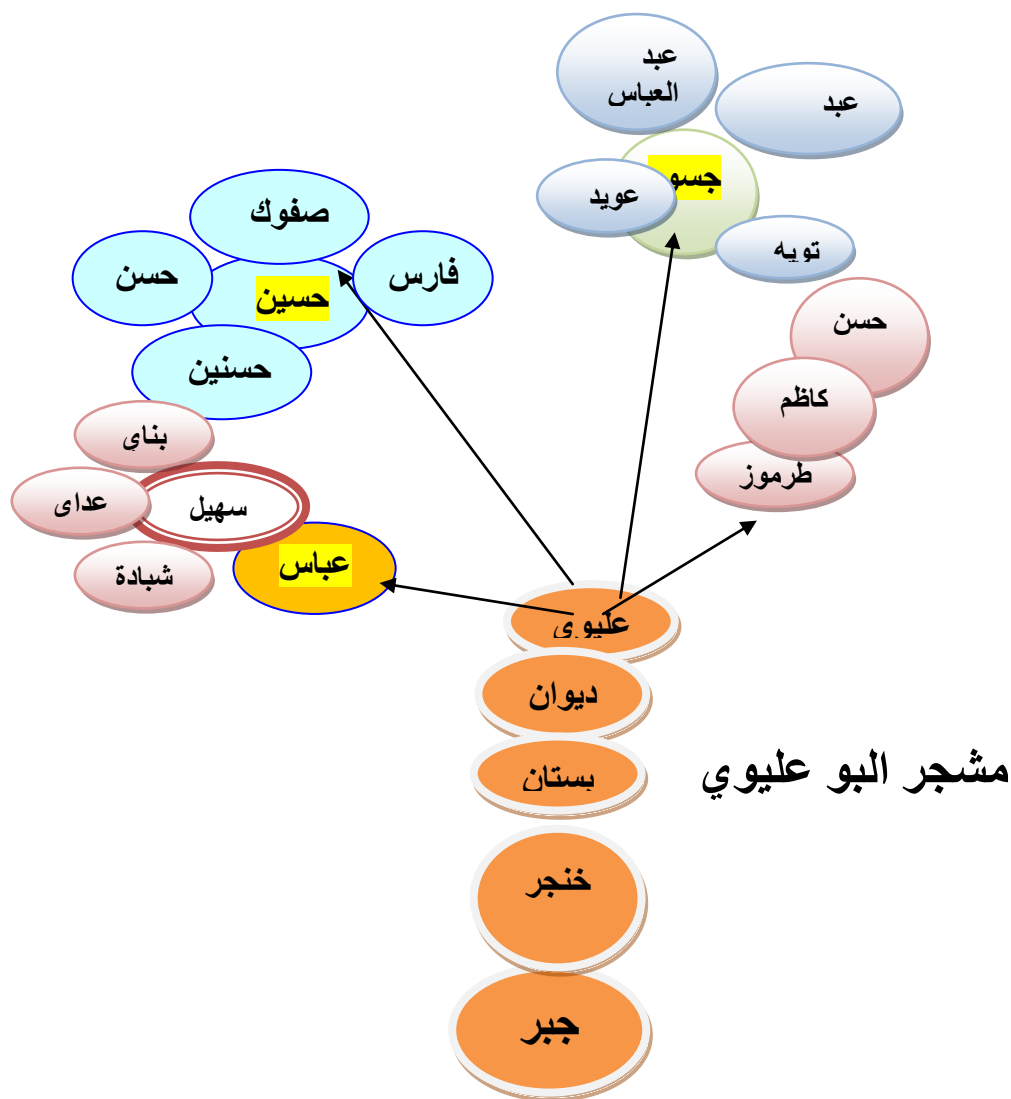 عبد
العباس
عبد
جسو
عويد
تويه
صفوك
فارس
حسين
حسن
حسنين
حسن
كاظم
طرموز
بناي
عداي
سهيل
شبادة
عباس
عليوي
ديوان
بستان
مشجر البو عليوي
خنجر
جبر